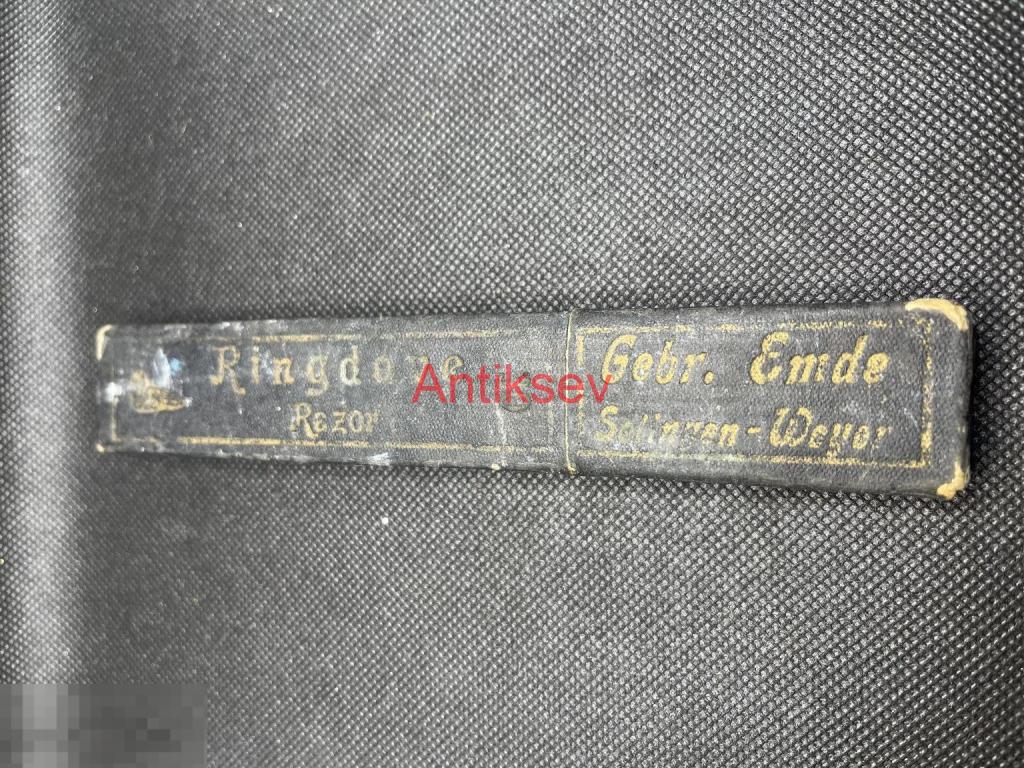 Ringdove
Razor
Antiksev
Gebr. Emde
Solingen-Weyer